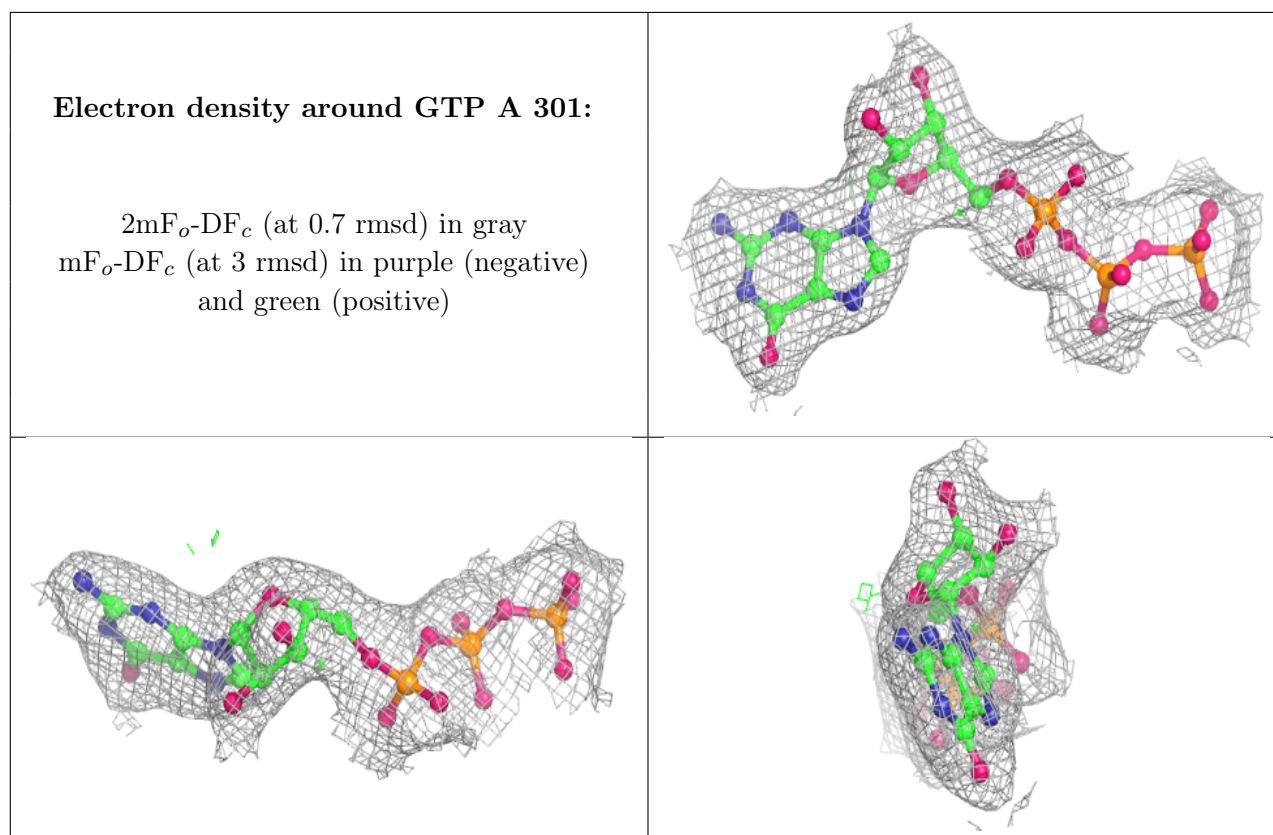 Electron density around GTP A 301:
2mFo-DFc (at 0.7 rmsd) in gray
mFo-DFc (at 3 rmsd) in purple (negative)
and green (positive)